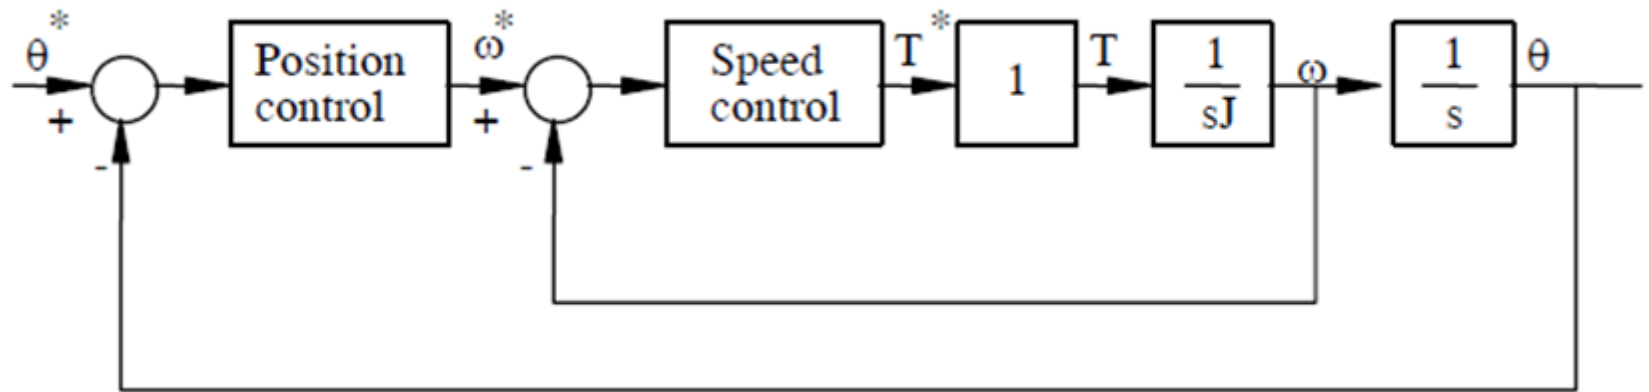 θ*
+
-
Position
control
ω*
+
-
Speed
control
T*
1
T
1
sJ
ω
1
s
θ